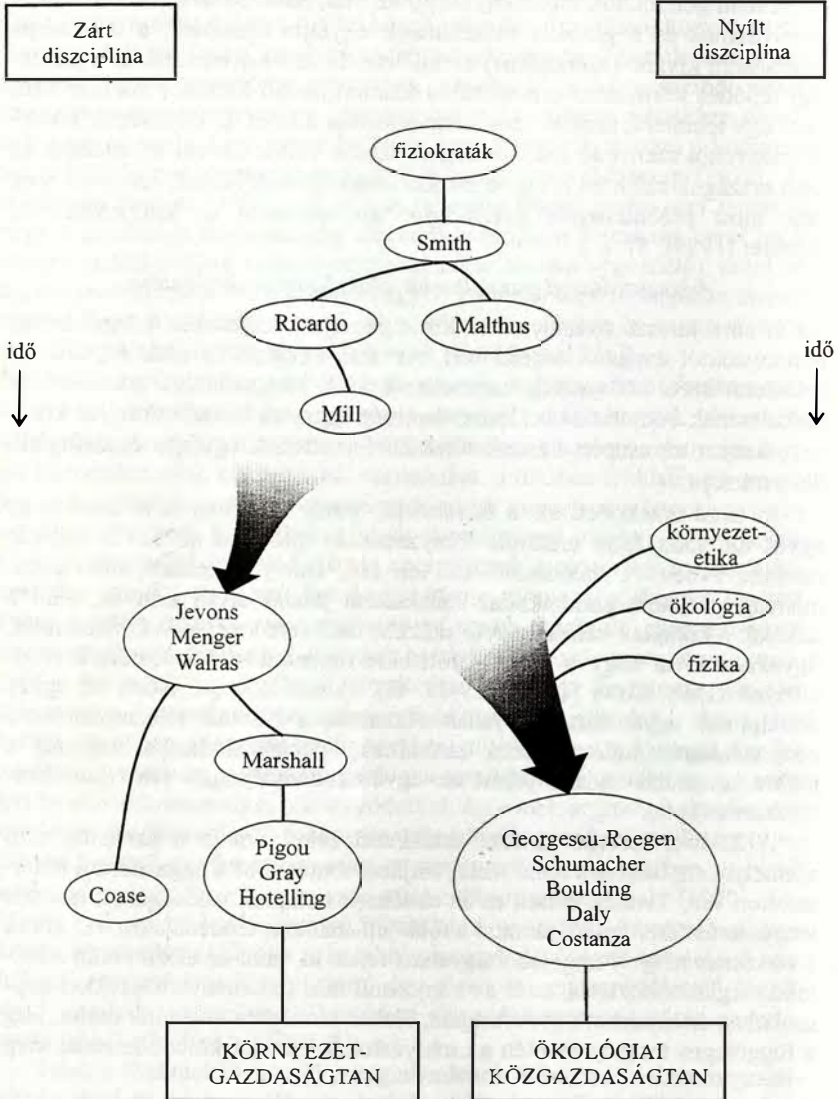 Zárt
diszciplína
Nyílt
diszciplína
fiziokraták
Smith
Ricardo
Malthus
idő
idő
Mill
környezet-
etika
ökológia
fizika
Jevons
Menger
Walras
Marshall
Pigou
Gray
Hotelling
Coase
Georgescu-Roegen
Schumacher
Boulding
Daly
Costanza
KÖRNYEZET-
GAZDASÁGTAN
ÖKOLÓGIAI
KÖZGAZDASÁGTAN